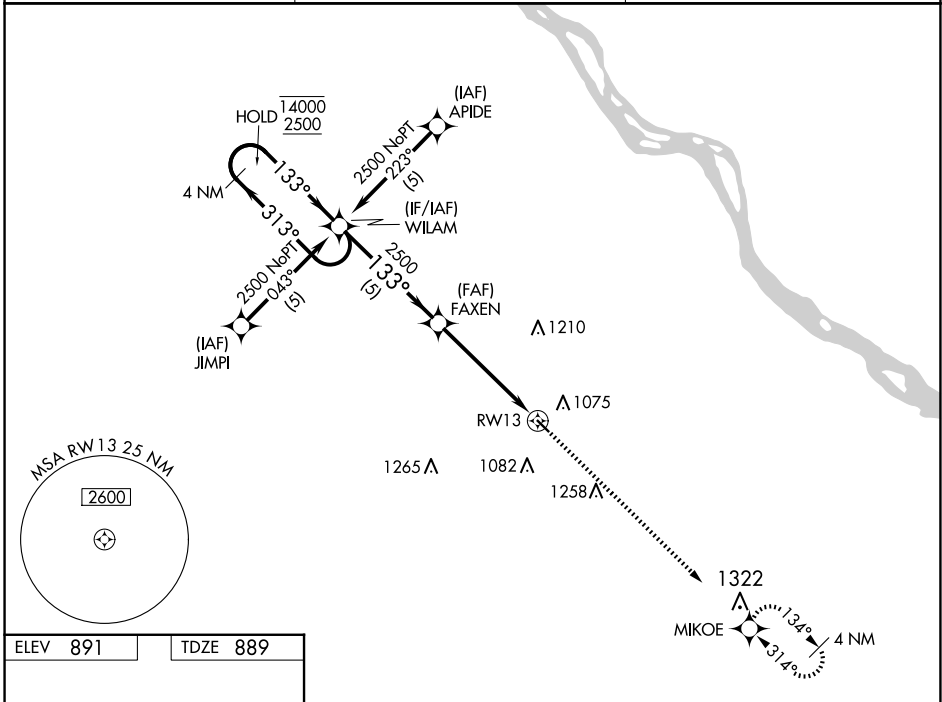 (IAF)
APIDE
HOLD 14000
2500
2500 NoPT
223°
(5)
133°
4 NM
313°
(IF/IAF)
WILAM
2500 NoPT
043°
(5)
2500
133°
(5)
(FAF)
FAXEN
(IAF)
JIMPI
1210
1075
RW13
1265
1082
1258
MSA RW13 25 NM
2600
1322
MIKOE
134°
4 NM
314°
ELEV 891
TDZE 889